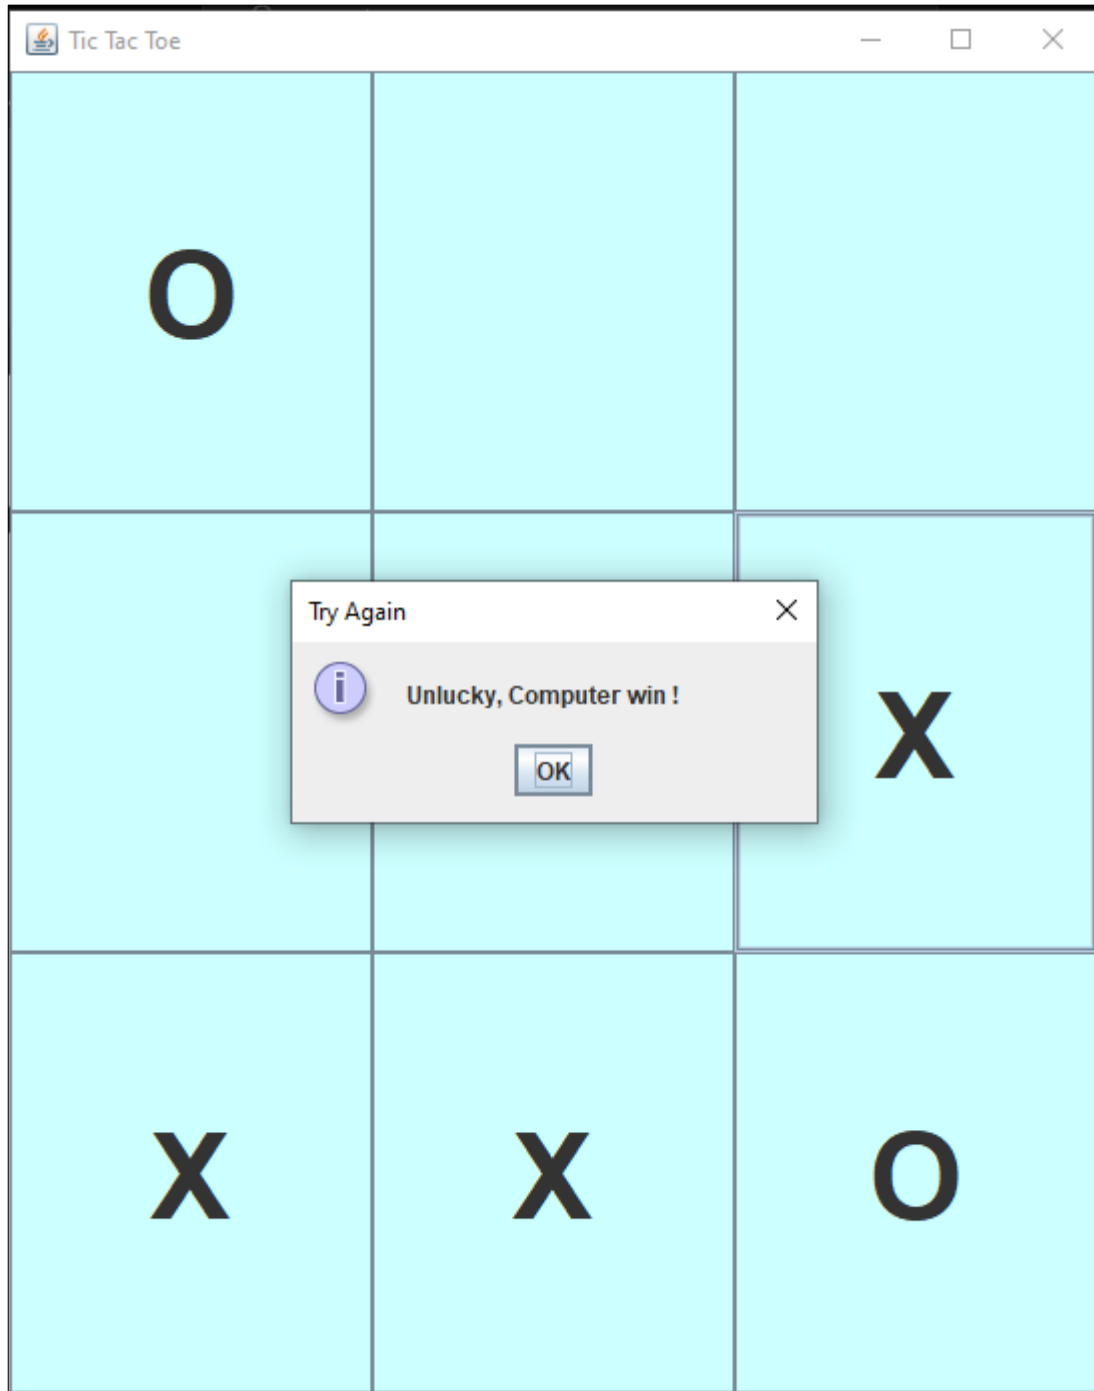 Tic Tac Toe
O
Try Again
i
Unlucky, Computer win !
OK
X
X X O